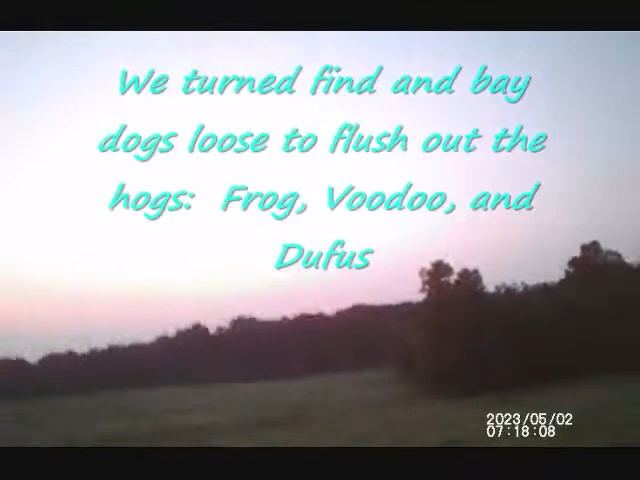 We turned find and bay
dogs loose to flush out the
hogs:  Frog, Voodoo, and
Dufus
2023/05/02
07:18:08